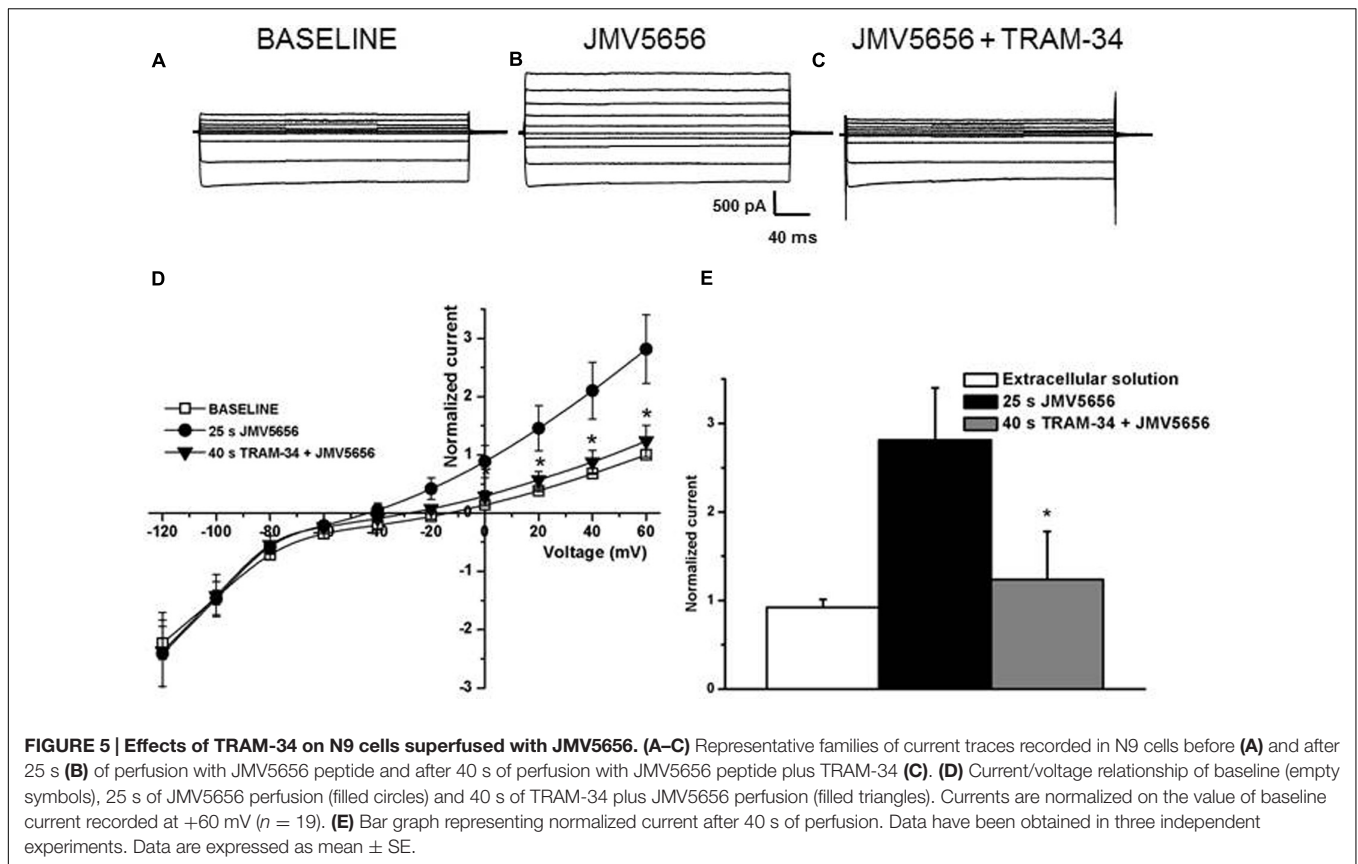 BASELINE
JMV5656
JMV5656 + TRAM-34
A
B
C
500 pA
40 ms
D
E
Normalized current
3
2
1
0
-1
-2
-3
-120 -100 -80 -60 -40 -20 0 20 40 60
Voltage (mV)
BASELINE
25 s JMV5656
40 s TRAM-34 + JMV5656
*
*
*
*
Normalized current
3
2
1
0
Extracellular solution
25 s JMV5656
40 s TRAM-34 + JMV5656
*
FIGURE 5 | Effects of TRAM-34 on N9 cells superfused with JMV5656. (A–C) Representative families of current traces recorded in N9 cells before (A) and after
25 s (B) of perfusion with JMV5656 peptide and after 40 s of perfusion with JMV5656 peptide plus TRAM-34 (C). (D) Current/voltage relationship of baseline (empty
symbols), 25 s of JMV5656 perfusion (filled circles) and 40 s of TRAM-34 plus JMV5656 perfusion (filled triangles). Currents are normalized on the value of baseline
current recorded at +60 mV (n = 19). (E) Bar graph representing normalized current after 40 s of perfusion. Data have been obtained in three independent
experiments. Data are expressed as mean ± SE.